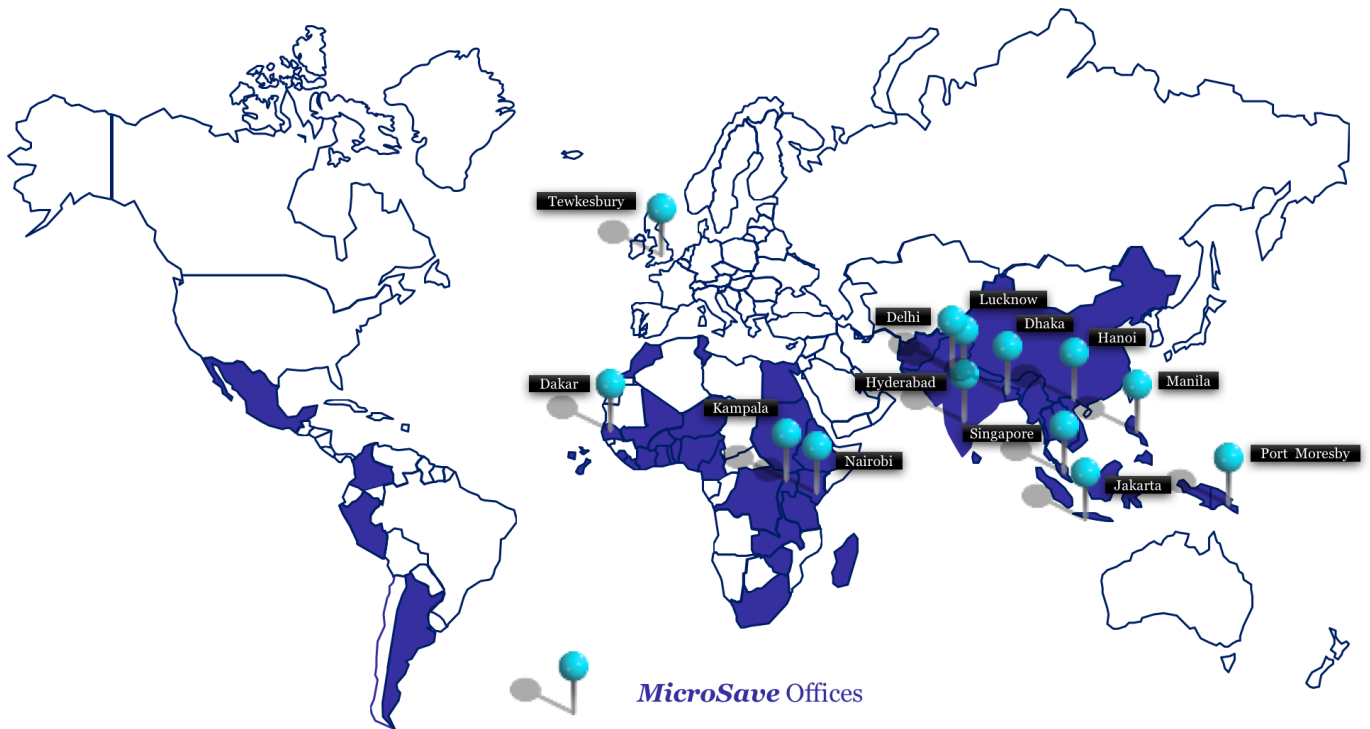 Tewkesbury
Lucknow
Delhi
Dhaka
Hanoi
Dakar
Hyderabad
Manila
Kampala
Singapore
Nairobi
Port Moresby
Jakarta
MicroSave Offices